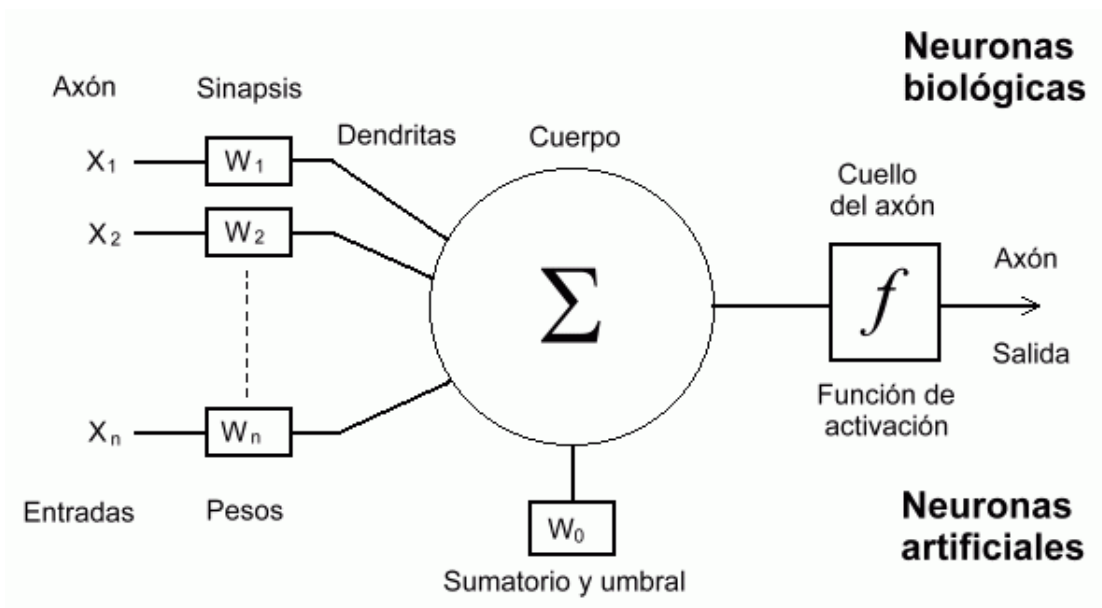 Neuronas
biológicas
Axón
Sinapsis
Dendritas
Cuerpo
X1
W1
Cuello
del axón
X2
W2
Σ
f
Axón
Salida
Función de
activación
Xn
Wn
Entradas
Pesos
W0
Sumatorio y umbral
Neuronas
artificiales